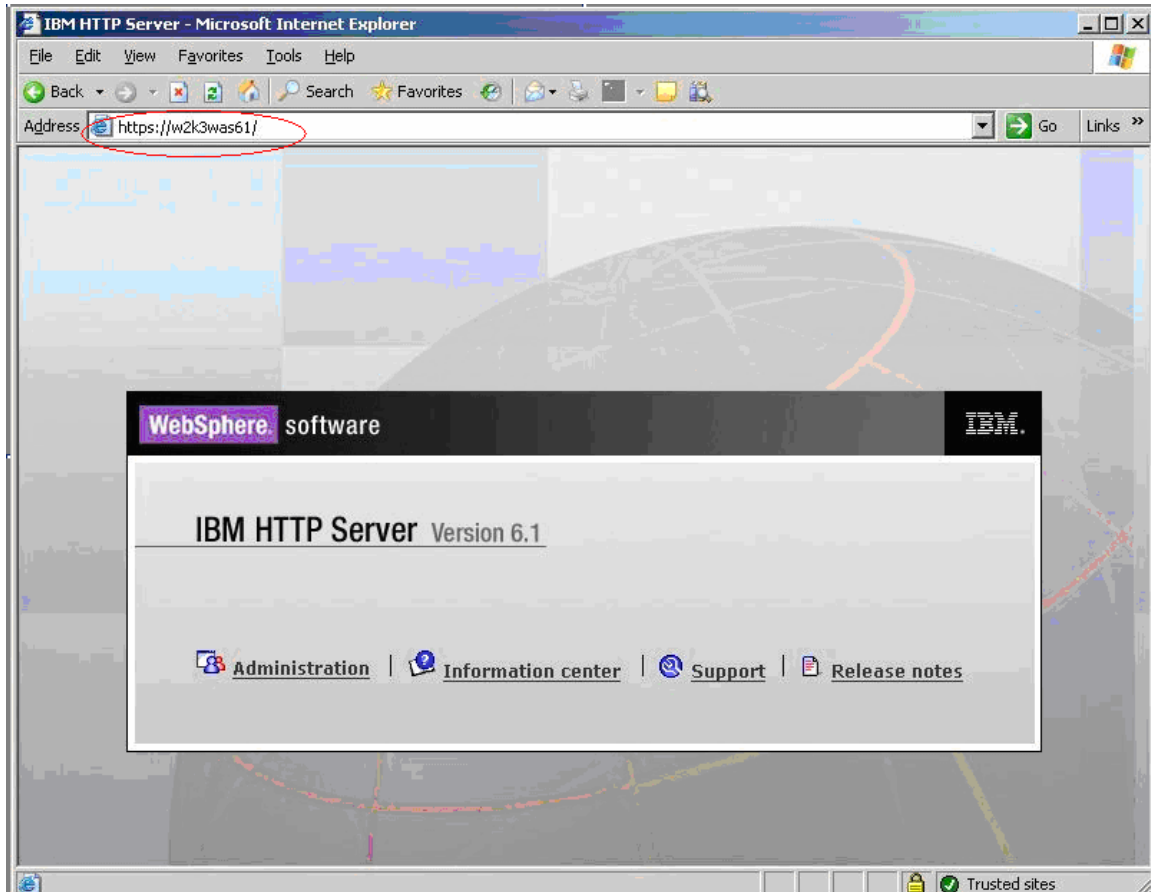 IBM HTTP Server - Microsoft Internet Explorer
File Edit View Favorites Tools Help
Back Search Favorites
Address https://w2k3was61/ Go Links »
WebSphere. software IBM.
IBM HTTP Server Version 6.1
Administration | Information center | Support | Release notes
Trusted sites